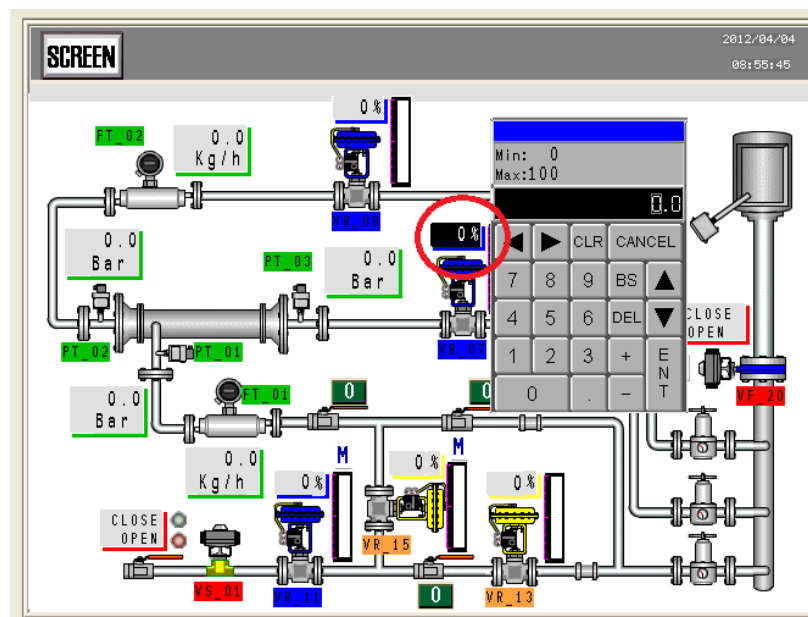 SCREEN
2012/04/04
08:55:45
0%
FT_02
0.0
Kg/h
Min: 0
Max:100
0.0
VR_09
0%
CLR CANCEL
7 8 9 BS
4 5 6 DEL
1 2 3 + ENT
0 . -
0.0
Bar
PT_03
0.0
Bar
CLOSE
OPEN
PT_02
PT_01
VR_07
VF_20
0.0
Bar
FT_01
0
0
0.0
Kg/h
M
M
0%
0%
0%
CLOSE
OPEN
VR_15
VS_01
VR_11
0
VR_13